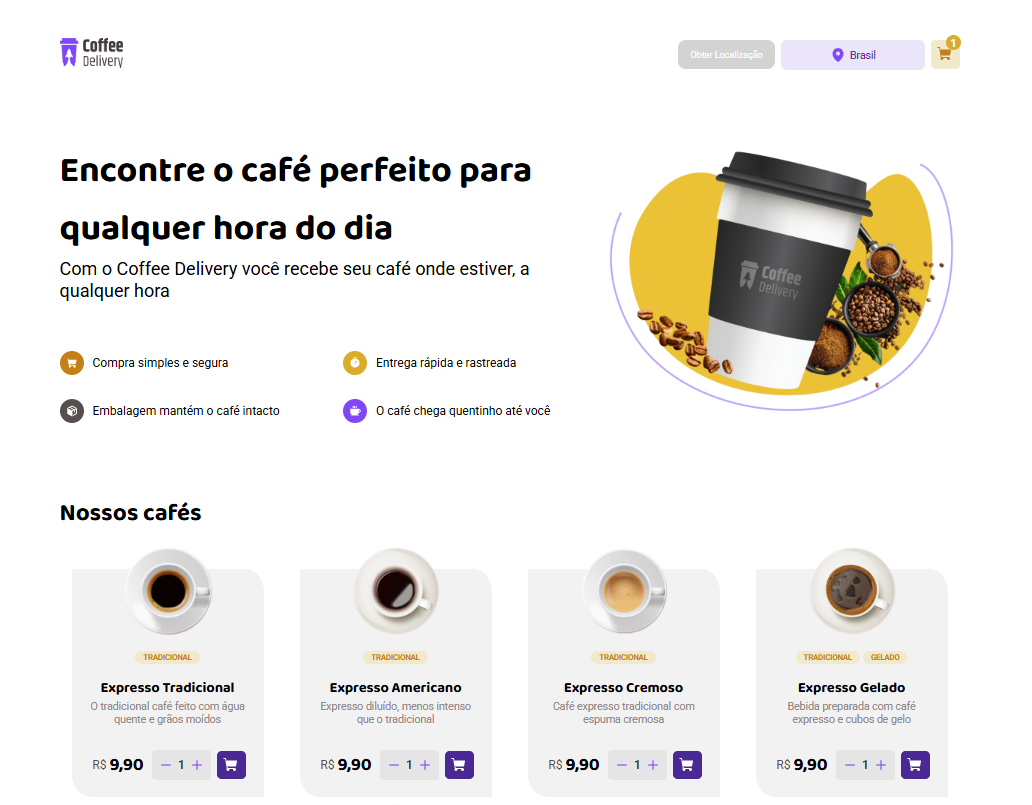 Coffee
Delivery
Obter Localização
Brasil
1
Encontre o café perfeito para
qualquer hora do dia
Com o Coffee Delivery você recebe seu café onde estiver, a
qualquer hora
Coffee
Delivery
Compra simples e segura
Entrega rápida e rastreada
Embalagem mantém o café intacto
O café chega quentinho até você
Nossos cafés
TRADICIONAL
Expresso Tradicional
O tradicional café feito com água
quente e grãos moídos
R$ 9,90
1
TRADICIONAL
Expresso Americano
Expresso diluído, menos intenso
que o tradicional
R$ 9,90
1
TRADICIONAL
Expresso Cremoso
Café expresso tradicional com
espuma cremosa
R$ 9,90
1
TRADICIONAL GELADO
Expresso Gelado
Bebida preparada com café
expresso e cubos de gelo
R$ 9,90
1